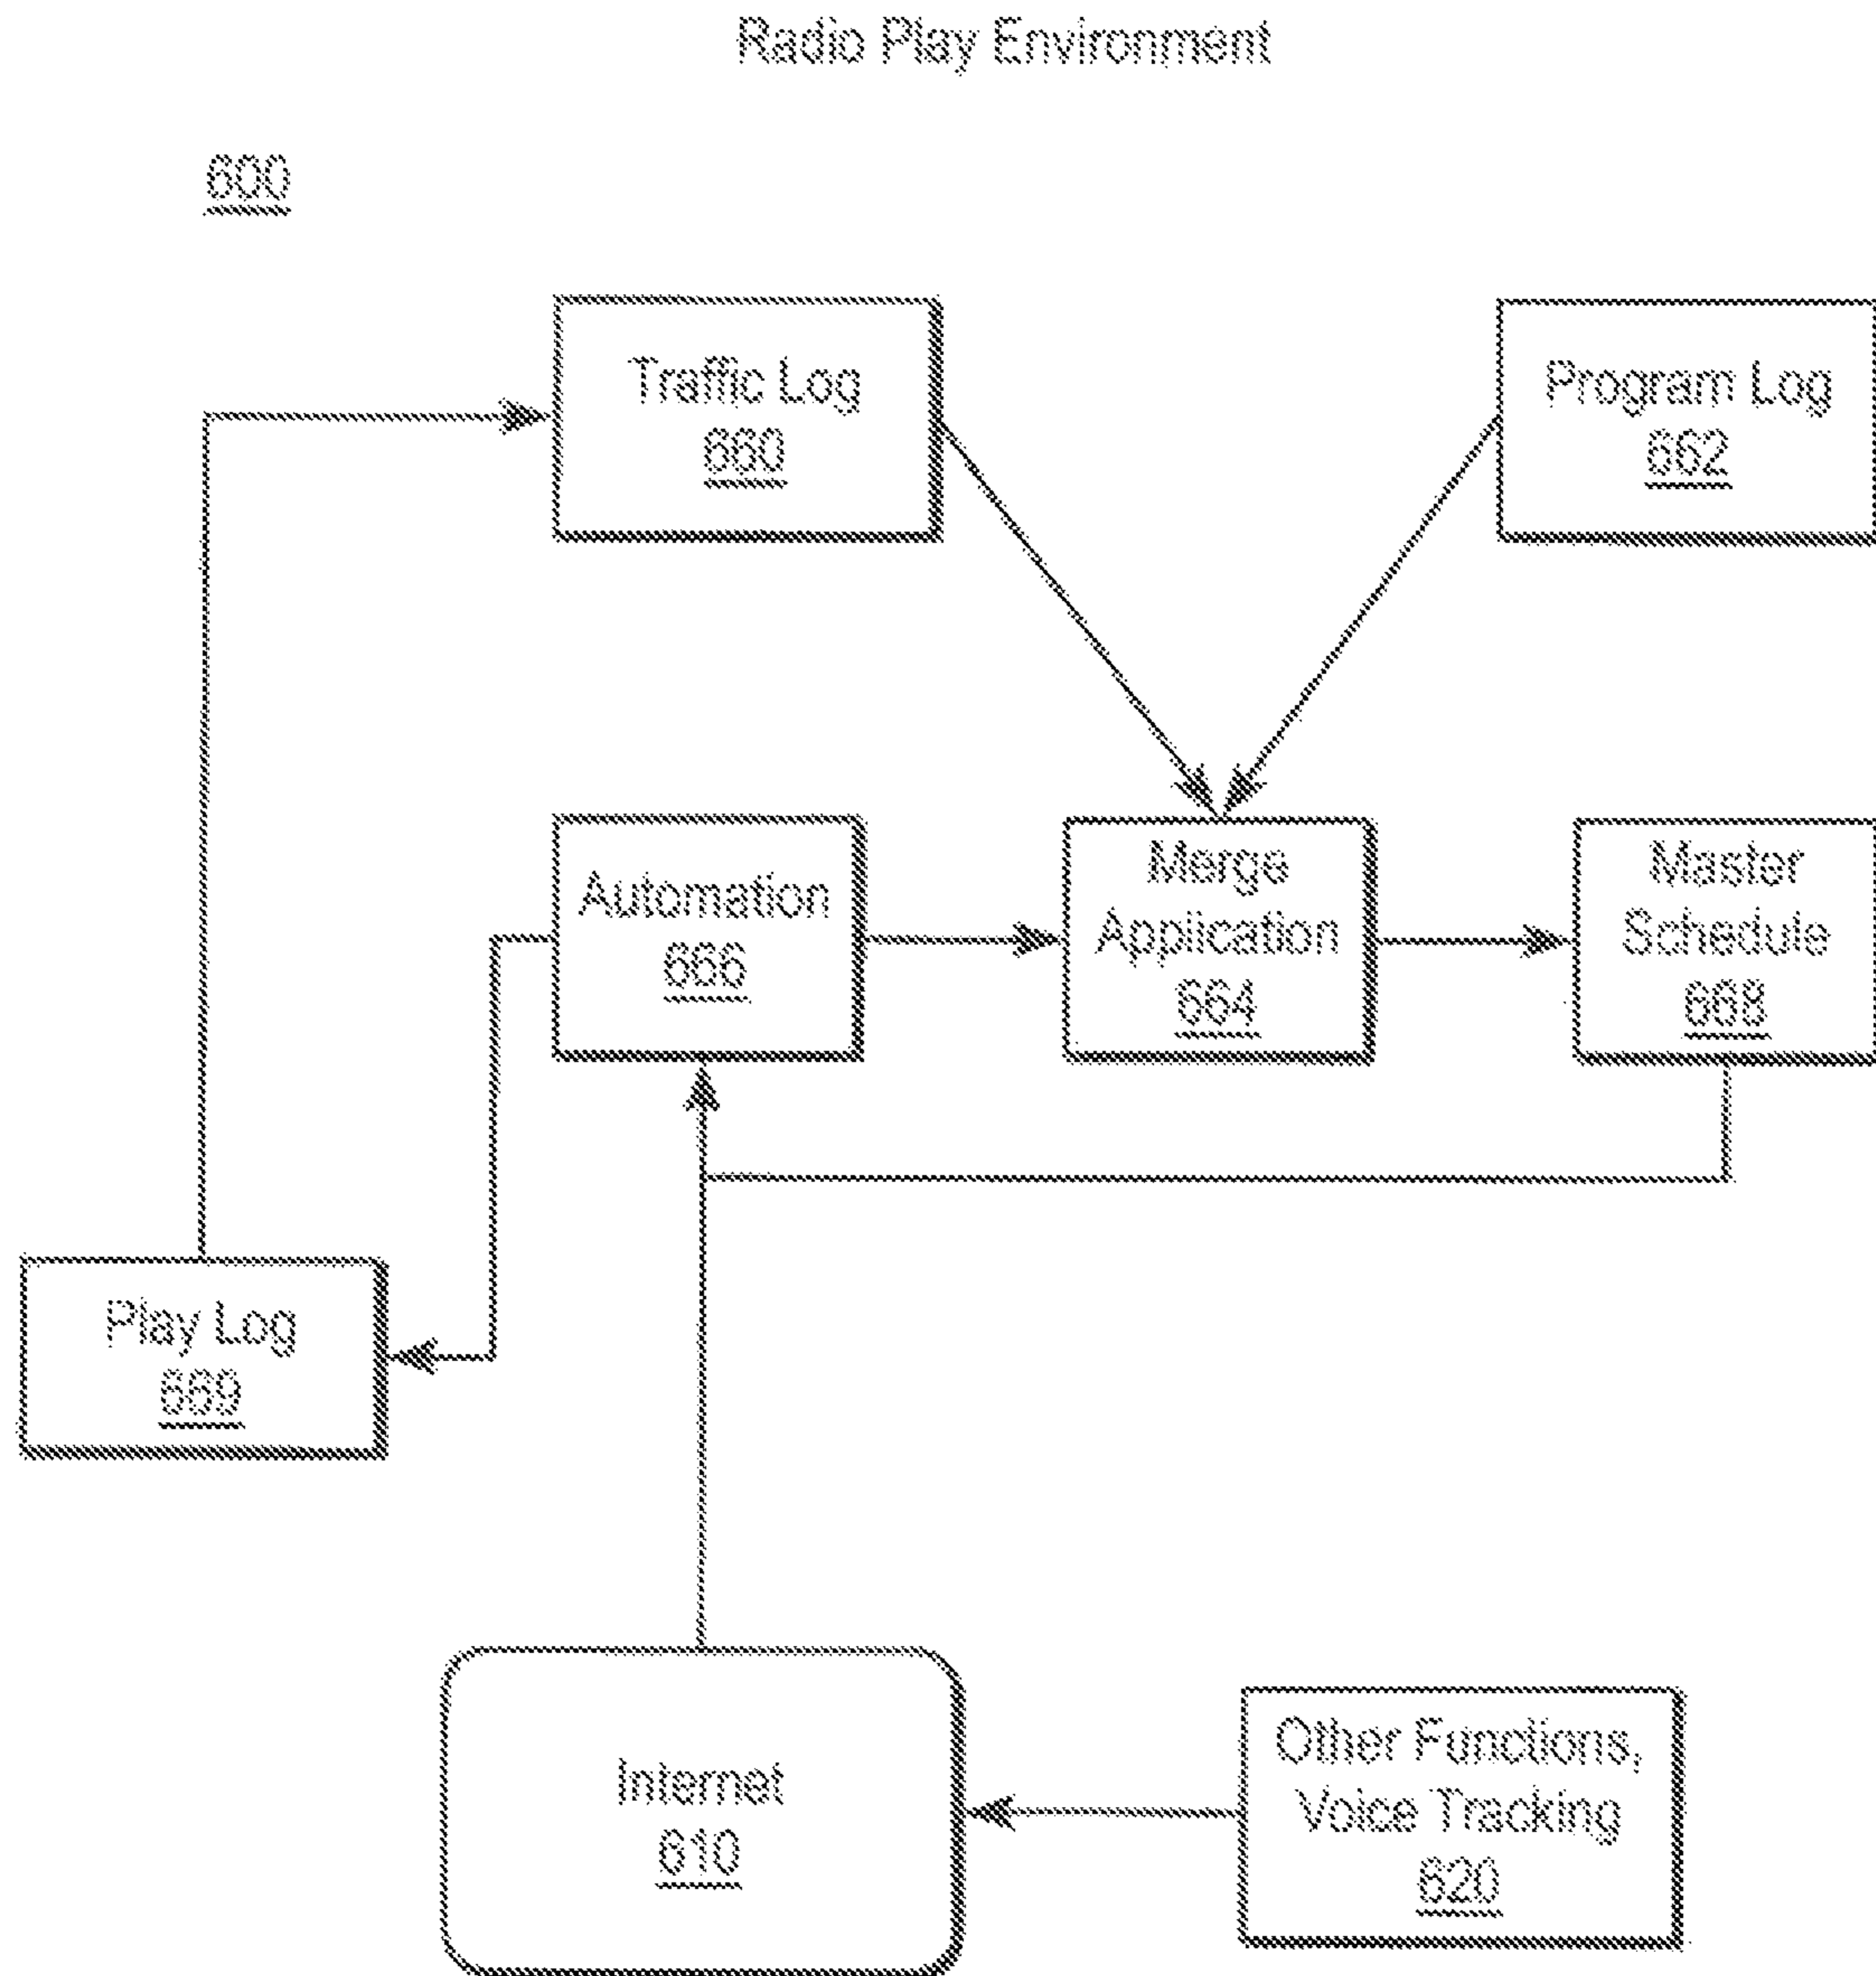 Radio Play Environment
600
Traffic Log
660
Program Log
662
Automation
666
Merge
Application
664
Master
Schedule
668
Play Log
669
Internet
610
Other Functions,
Voice Tracking
620